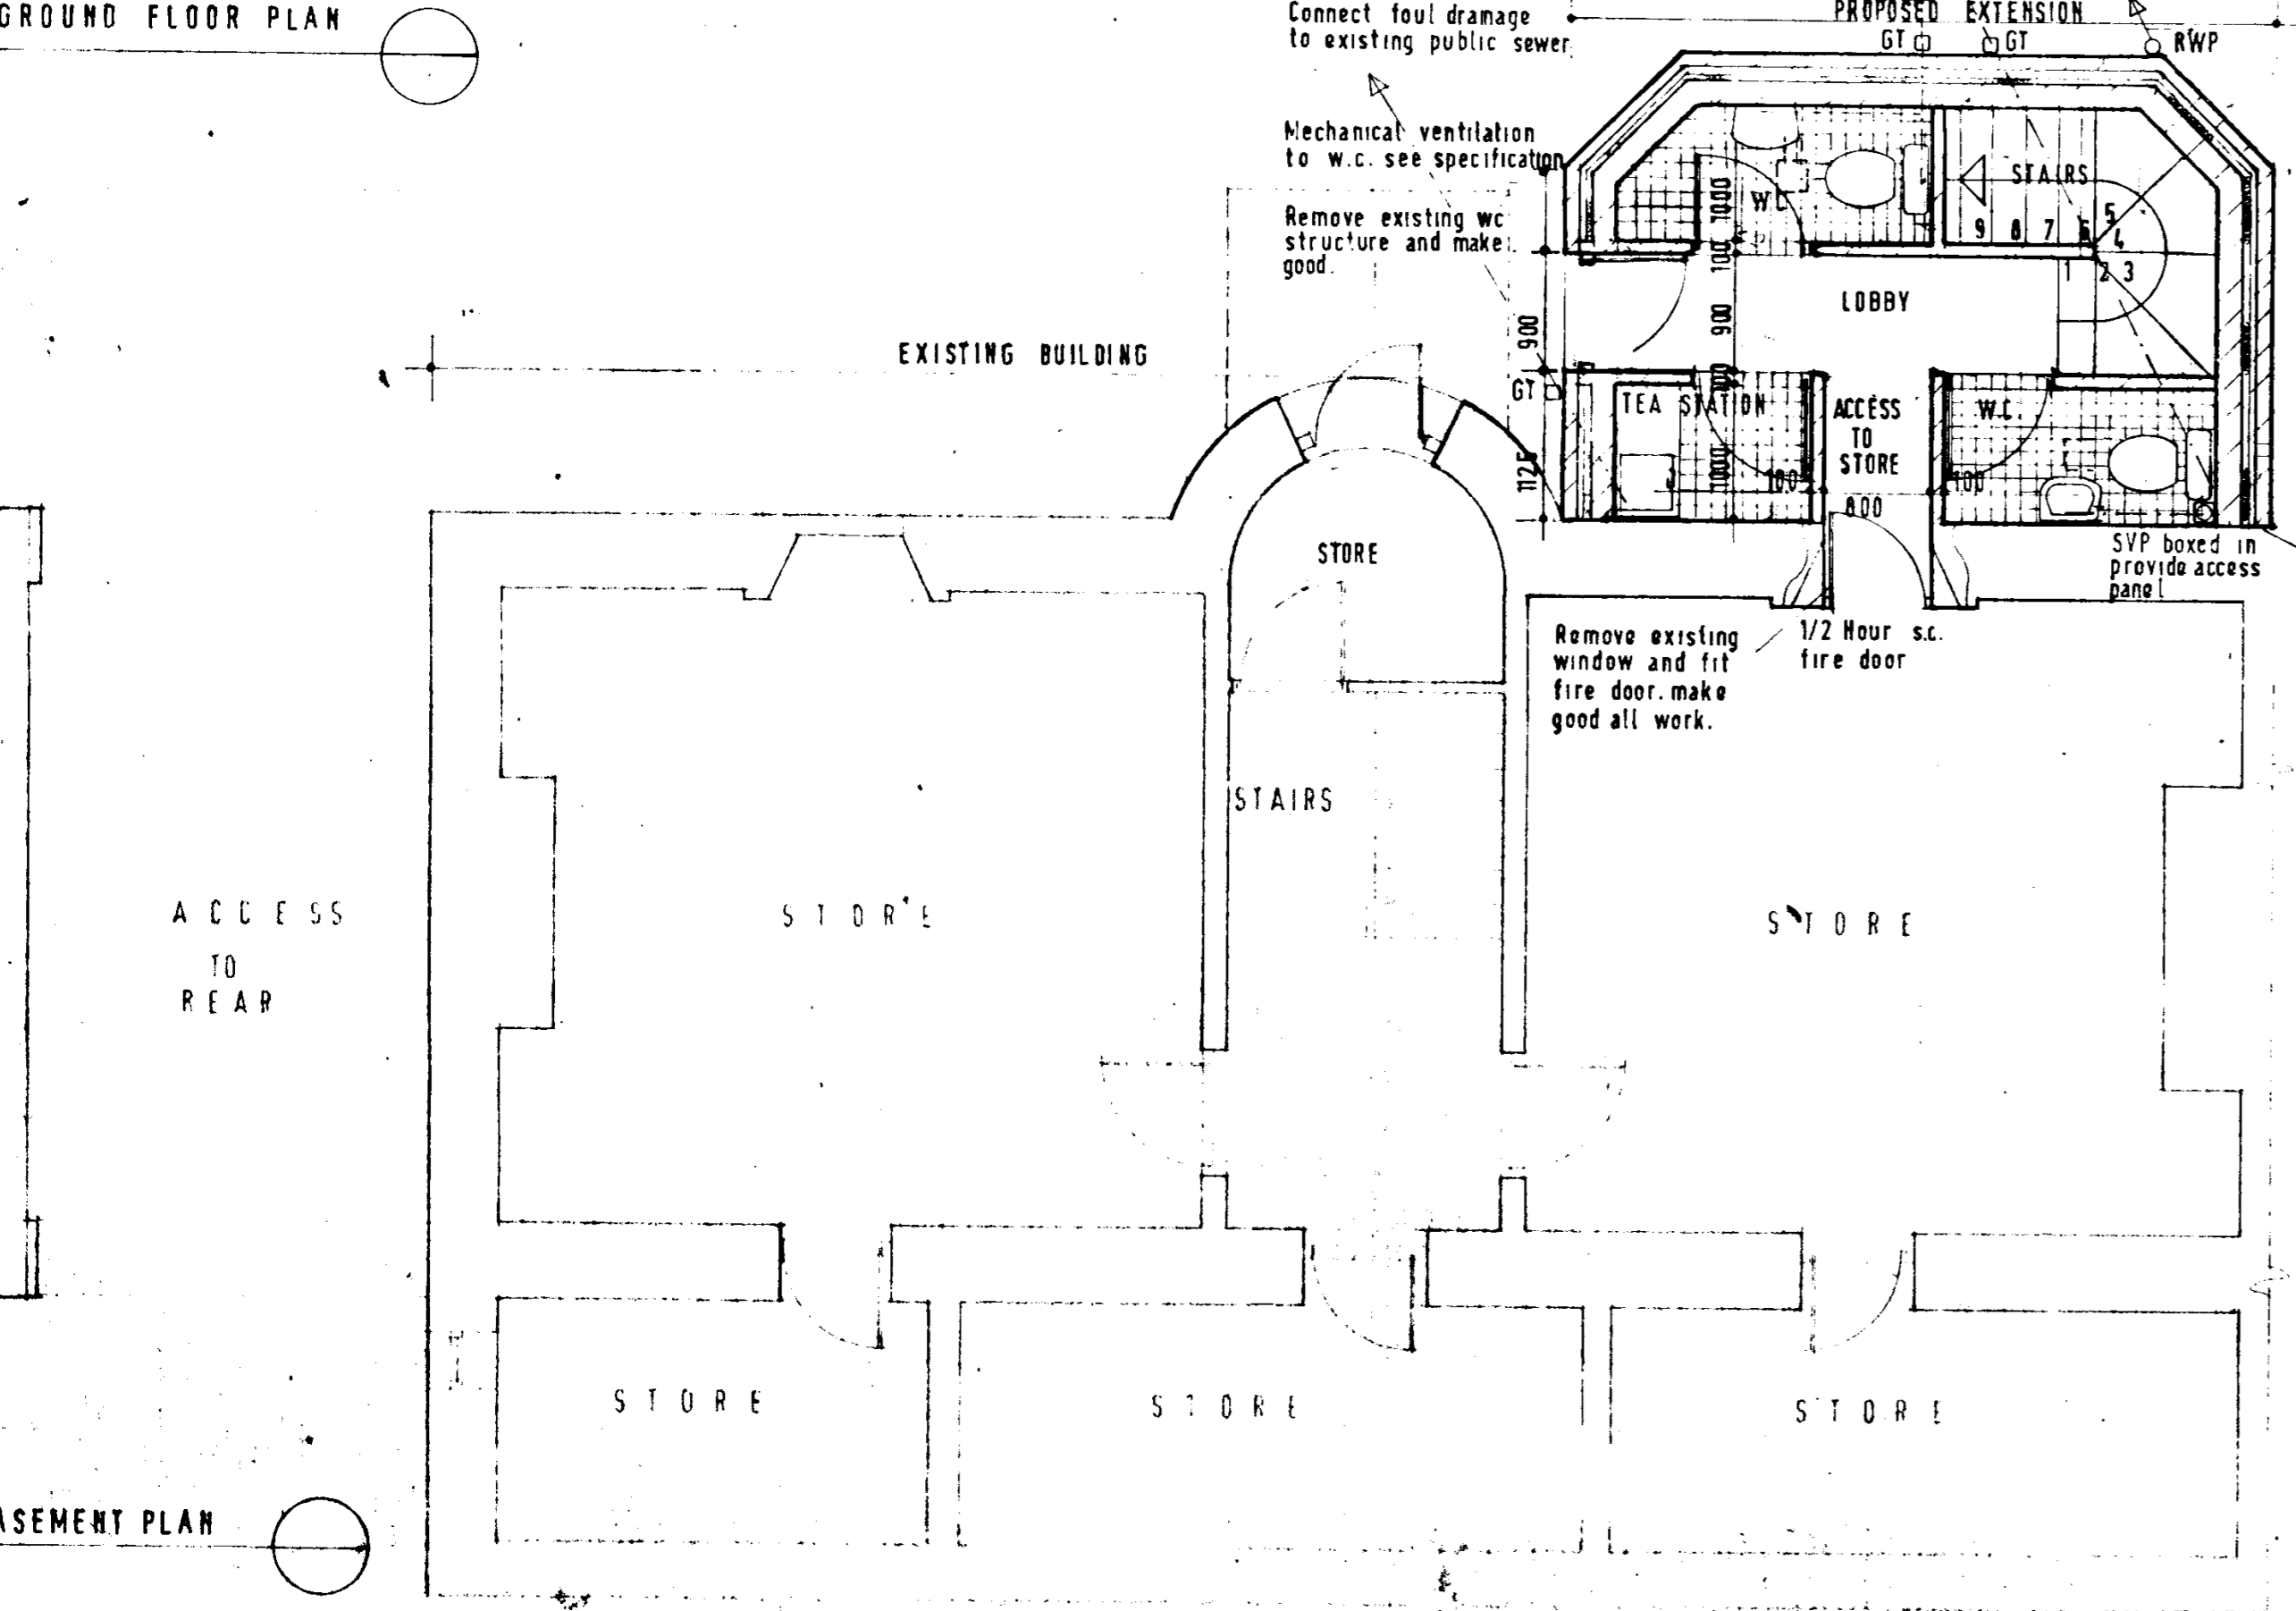 GROUND FLOOR PLAN
Connect foul dramage
to existing public sewer
PROPOSED EXTENSION
GT
GT
RWP
Mechanical ventilation
to w.c. see specification
Remove existing wc
structure and make
good.
1000
W
STAIRS
9 8 7 6 5
4
1 2 3
100
LOBBY
900
900
EXISTING BUILDING
GT
TEA STATION
ACCESS
TO
STORE
W.C.
1125
1000
100
100
800
STORE
SVP boxed in
provide access
panel
Remove existing
window and fit
fire door. make
good all work.
1/2 Hour s.c.
fire door
STAIRS
ACCESS
TO
REAR
STORE
STORE
STORE
STORE
STORE
ASEMENT PLAN